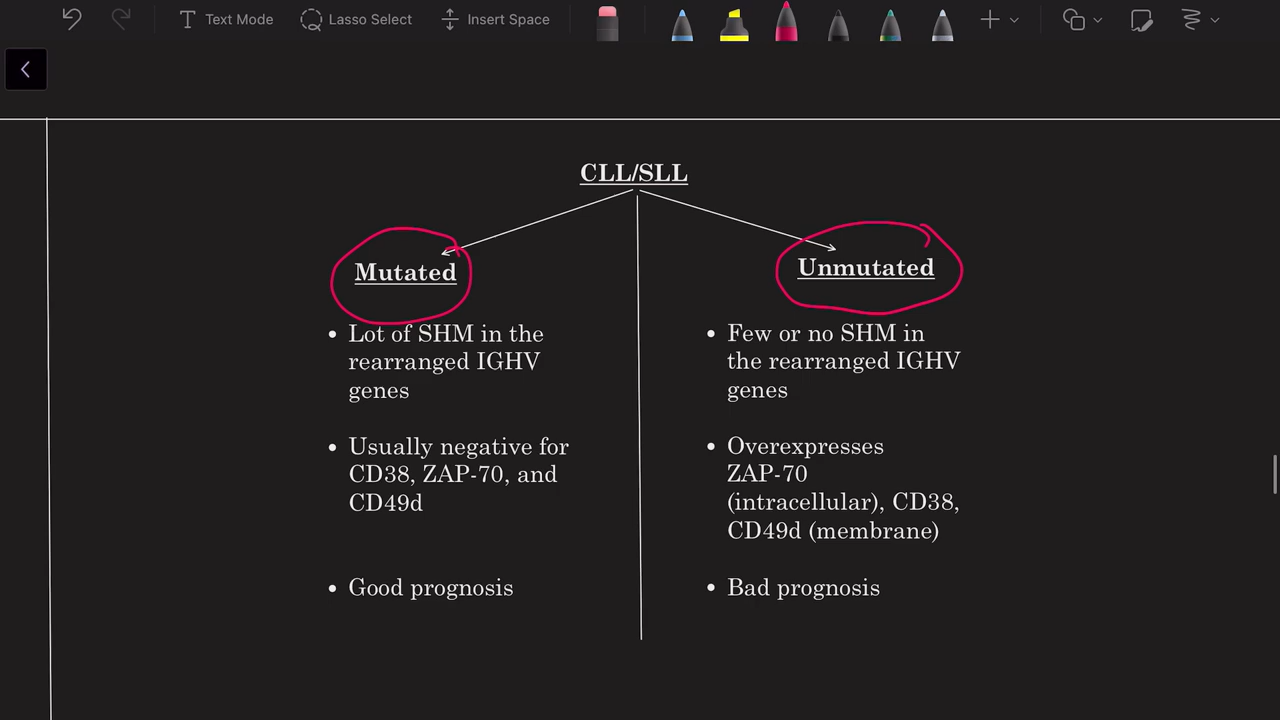 Text Mode Lasso Select Insert Space
CLL/SLL
Mutated
• Lot of SHM in the
rearranged IGHV
genes
• Usually negative for
CD38, ZAP-70, and
CD49d
• Good prognosis
Unmutated
• Few or no SHM in
the rearranged IGHV
genes
• Overexpresses
ZAP-70
(intracellular), CD38,
CD49d (membrane)
• Bad prognosis